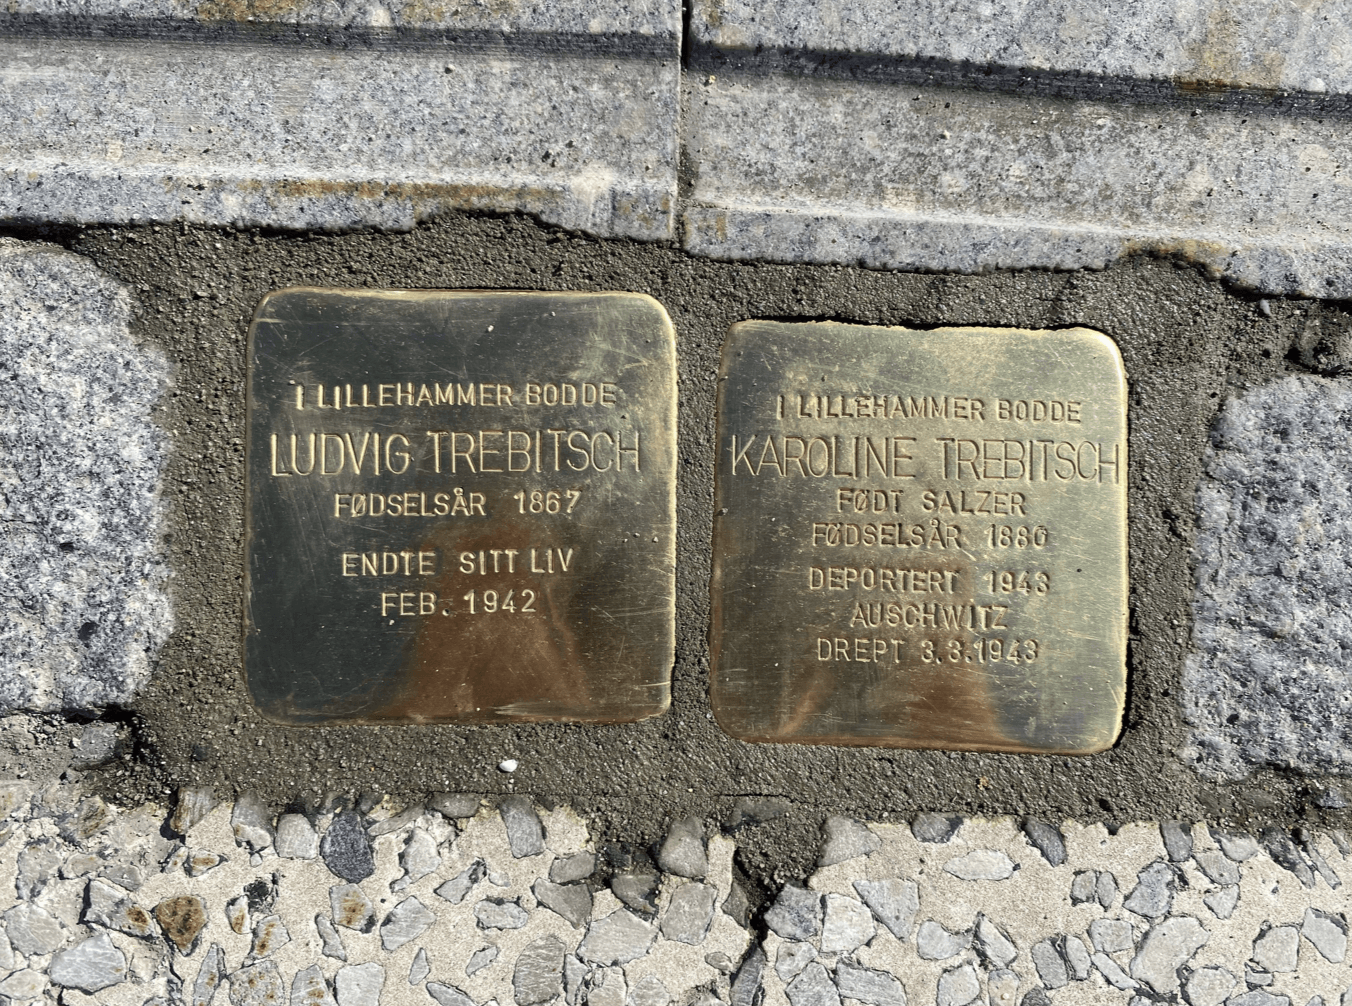 I LILLEHAMMER BODDE
LUDVIG TREBITSCH
FØDSELSÅR 1867
ENDTE SITT LIV
FEB. 1942
I LILLEHAMMER BODDE
KAROLINE TREBITSCH
FØDT SALZER
FØDSELSÅR 1880
DEPORTERT 1943
AUSCHWITZ
DREPT 3.3.1943